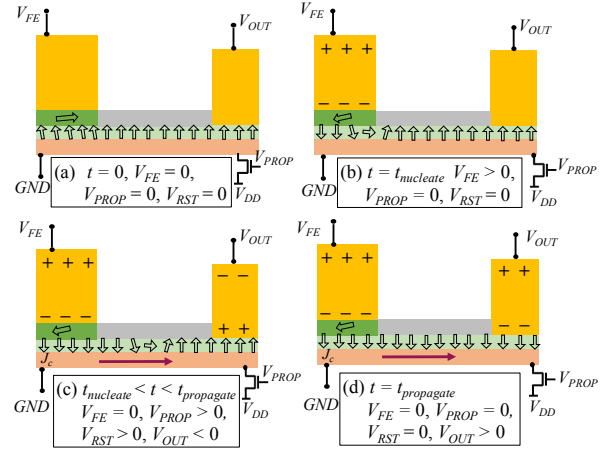 V_FE
V_OUT
GND
V_PROP
V_DD
(a) t = 0, V_FE = 0,
V_PROP = 0, V_RST = 0
V_FE
+ + +
− − −
V_OUT
GND
V_PROP
V_DD
(b) t = t_nucleate V_FE > 0,
V_PROP = 0, V_RST = 0
V_FE
+ + +
− − −
V_OUT
− −
+ +
J_c
GND
V_PROP
V_DD
(c) t_nucleate < t < t_propagate
V_FE = 0, V_PROP > 0,
V_RST > 0, V_OUT < 0
V_FE
+ + +
− − −
V_OUT
+ +
− −
J_c
GND
V_PROP
V_DD
(d) t = t_propagate
V_FE = 0, V_PROP = 0,
V_RST = 0, V_OUT > 0